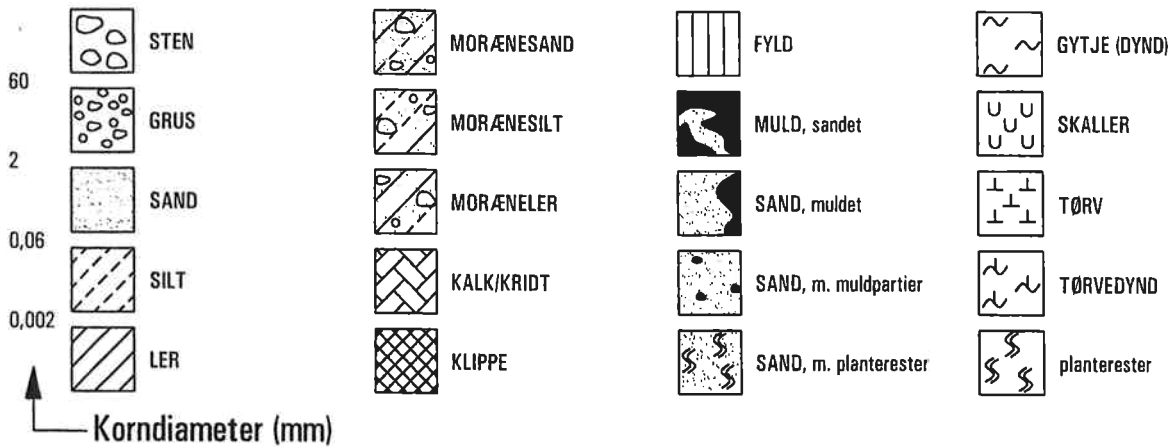 STEN
60
GRUS
2
SAND
0,06
SILT
0,002
LER
Korndiameter (mm)
MORÆNESAND
MORÆNESILT
MORÆNELER
KALK/KRIDT
KLIPPE
FYLD
MULD, sandet
SAND, muldet
SAND, m. muldpartier
SAND, m. planterester
GYTJE (DYND)
SKALLER
TØRV
TØRVEDYND
planterester